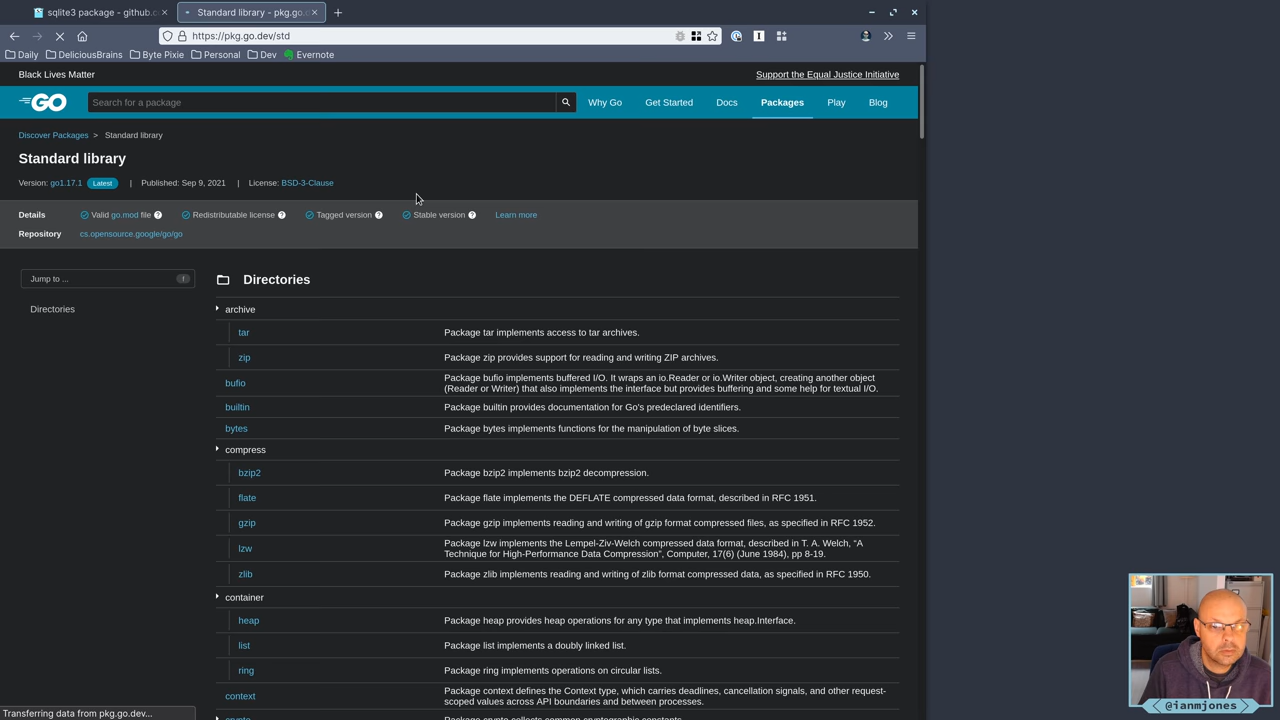 sqlite3 package - github.c
Standard library - pkg.go.d
https://pkg.go.dev/std
Daily
DeliciousBrains
Byte Pixie
Personal
Dev
Evernote
Black Lives Matter
Support the Equal Justice Initiative
GO
Search for a package
Why Go
Get Started
Docs
Packages
Play
Blog
Discover Packages > Standard library
Standard library
Version: go1.17.1 Latest | Published: Sep 9, 2021 | License: BSD-3-Clause
Details
Valid go.mod file ?
Redistributable license ?
Tagged version ?
Stable version ?
Learn more
Repository
cs.opensource.google/go/go
Jump to ... f
Directories
Directories
archive
tar Package tar implements access to tar archives.
zip Package zip provides support for reading and writing ZIP archives.
bufio Package bufio implements buffered I/O. It wraps an io.Reader or io.Writer object, creating another object
(Reader or Writer) that also implements the interface but provides buffering and some help for textual I/O.
builtin Package builtin provides documentation for Go's predeclared identifiers.
bytes Package bytes implements functions for the manipulation of byte slices.
compress
bzip2 Package bzip2 implements bzip2 decompression.
flate Package flate implements the DEFLATE compressed data format, described in RFC 1951.
gzip Package gzip implements reading and writing of gzip format compressed files, as specified in RFC 1952.
lzw Package lzw implements the Lempel-Ziv-Welch compressed data format, described in T. A. Welch, “A
Technique for High-Performance Data Compression”, Computer, 17(6) (June 1984), pp 8-19.
zlib Package zlib implements reading and writing of zlib format compressed data, as specified in RFC 1950.
container
heap Package heap provides heap operations for any type that implements heap.Interface.
list Package list implements a doubly linked list.
ring Package ring implements operations on circular lists.
context Package context defines the Context type, which carries deadlines, cancellation signals, and other request-
scoped values across API boundaries and between processes.
crypto Package crypto collects common cryptographic constants.
Transferring data from pkg.go.dev...
@ianmjones